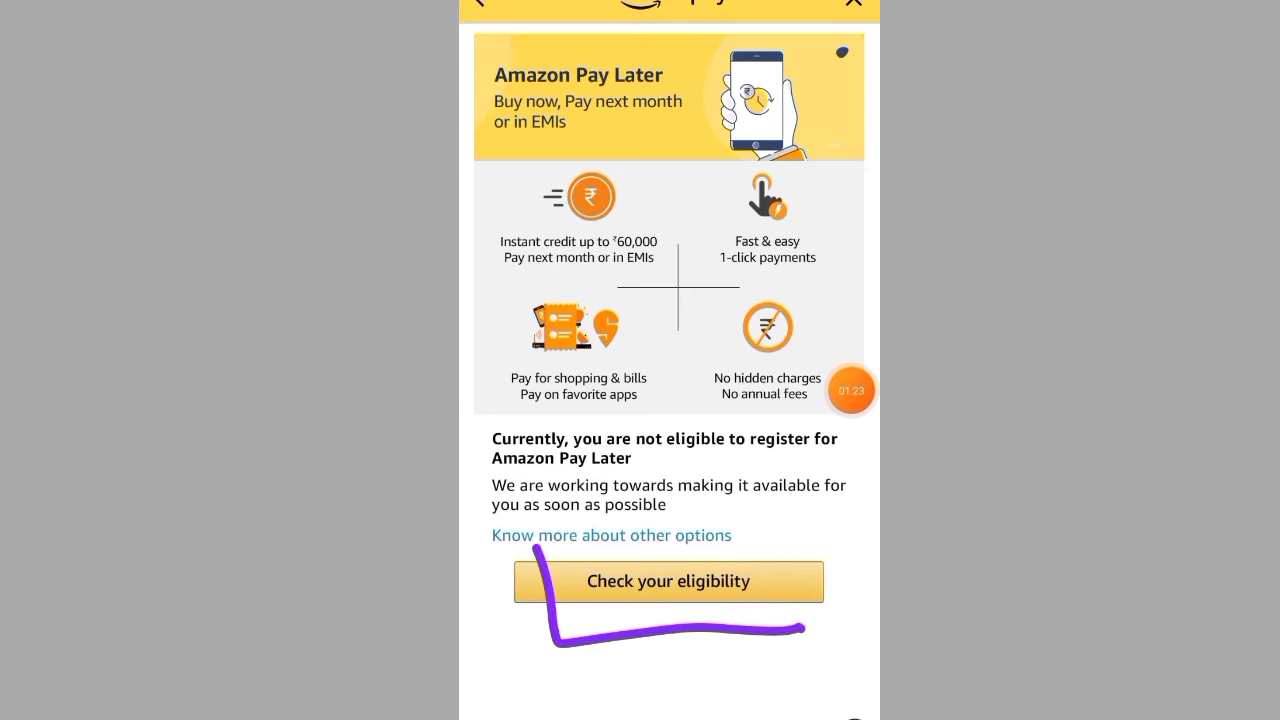 Amazon Pay Later
Buy now, Pay next month
or in EMIs
Instant credit up to ₹60,000
Pay next month or in EMIs
Fast & easy
1-click payments
Pay for shopping & bills
Pay on favorite apps
No hidden charges
No annual fees
01:23
Currently, you are not eligible to register for
Amazon Pay Later
We are working towards making it available for
you as soon as possible
Know more about other options
Check your eligibility